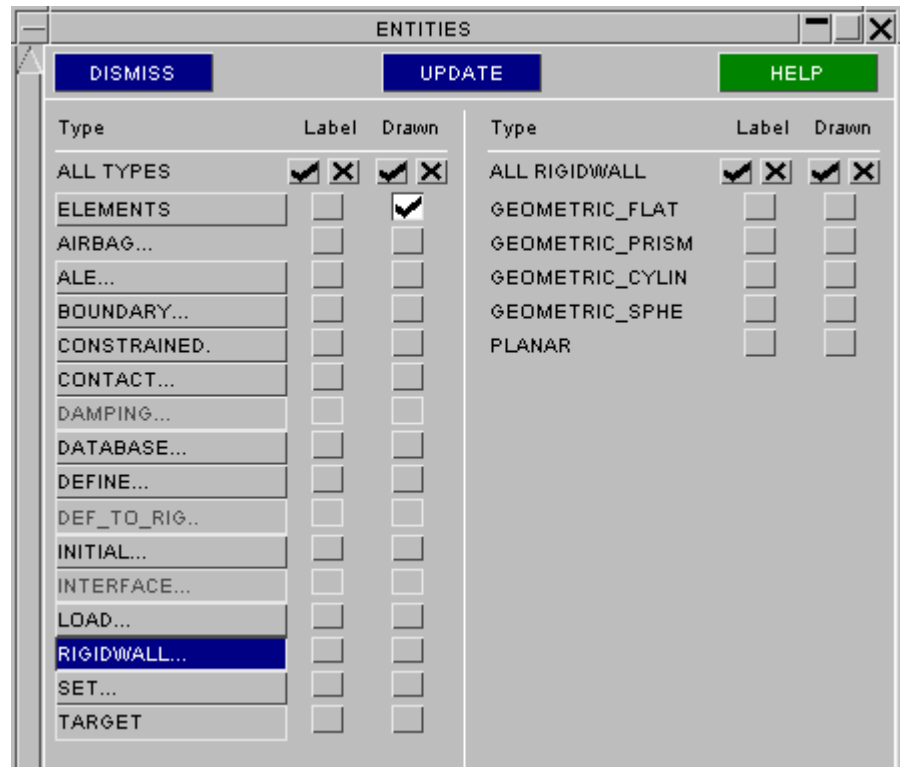 ENTITIES
DISMISS UPDATE HELP
Type Label Drawn Type Label Drawn
ALL TYPES ALL RIGIDWALL
ELEMENTS GEOMETRIC_FLAT
AIRBAG... GEOMETRIC_PRISM
ALE... GEOMETRIC_CYLIN
BOUNDARY... GEOMETRIC_SPHE
CONSTRAINED. PLANAR
CONTACT...
DAMPING...
DATABASE...
DEFINE...
DEF_TO_RIG..
INITIAL...
INTERFACE...
LOAD...
RIGIDWALL...
SET...
TARGET